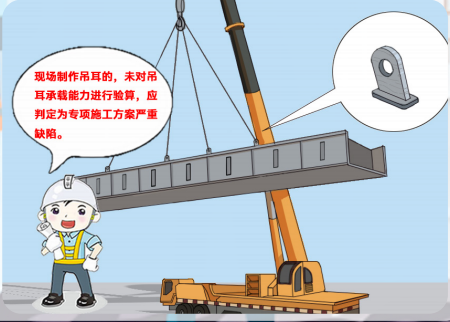 现场制作吊耳的，未对吊
耳承载能力进行验算，应
判定为专项施工方案严重
缺陷。